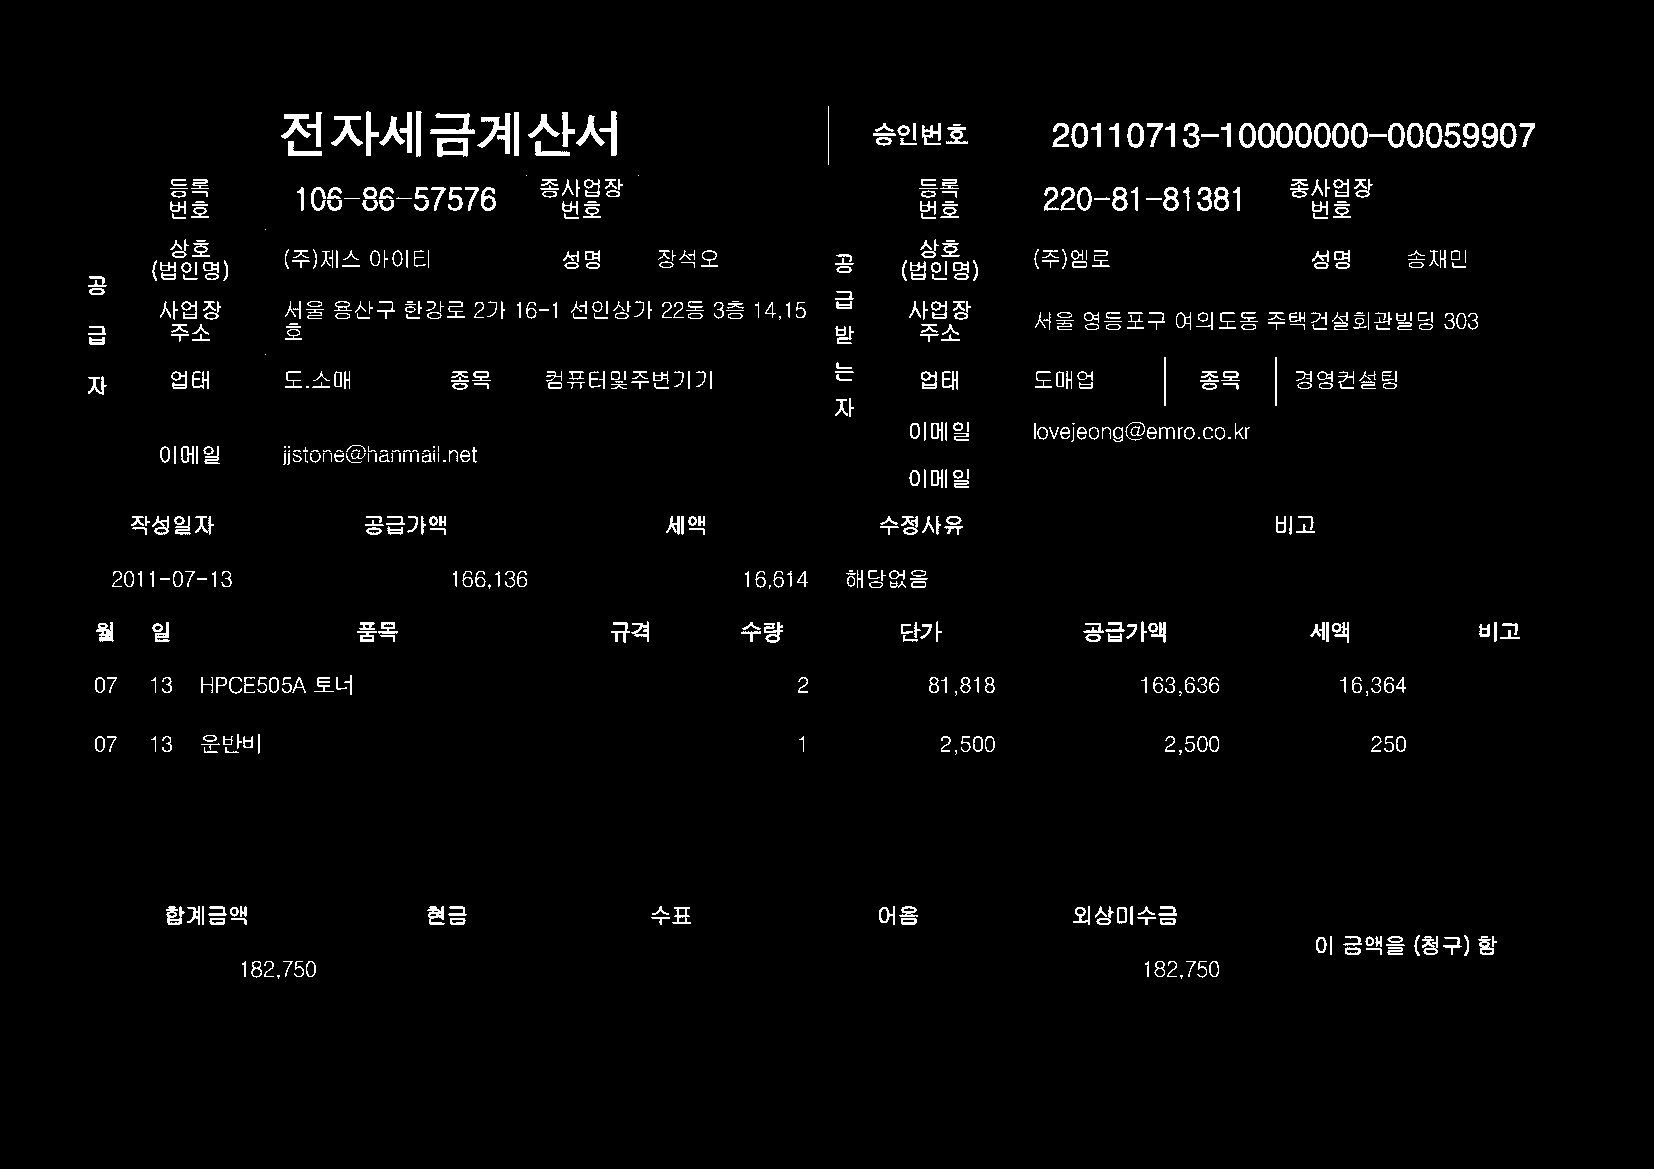 전자세금계산서 승인번호 20110713-10000000-00059907
등록번호 106-86-57576 종사업장번호 등록번호 220-81-81381 종사업장번호
공급자 공급받는자
상호(법인명) (주)제스 아이티 성명 장석오 상호(법인명) (주)엠로 성명 송재민
사업장주소 서울 용산구 한강로 2가 16-1 선인상가 22동 3층 14,15호 사업장주소 서울 영등포구 여의도동 주택건설회관빌딩 303
업태 도.소매 종목 컴퓨터및주변기기 업태 도매업 종목 경영컨설팅
이메일 jjstone@hanmail.net 이메일 lovejeong@emro.co.kr
이메일
작성일자 공급가액 세액 수정사유 비고
2011-07-13 166,136 16,614 해당없음
월 일 품목 규격 수량 단가 공급가액 세액 비고
07 13 HPCE505A 토너 2 81,818 163,636 16,364
07 13 운반비 1 2,500 2,500 250
합계금액 현금 수표 어음 외상미수금
이 금액을 (청구) 함
182,750 182,750